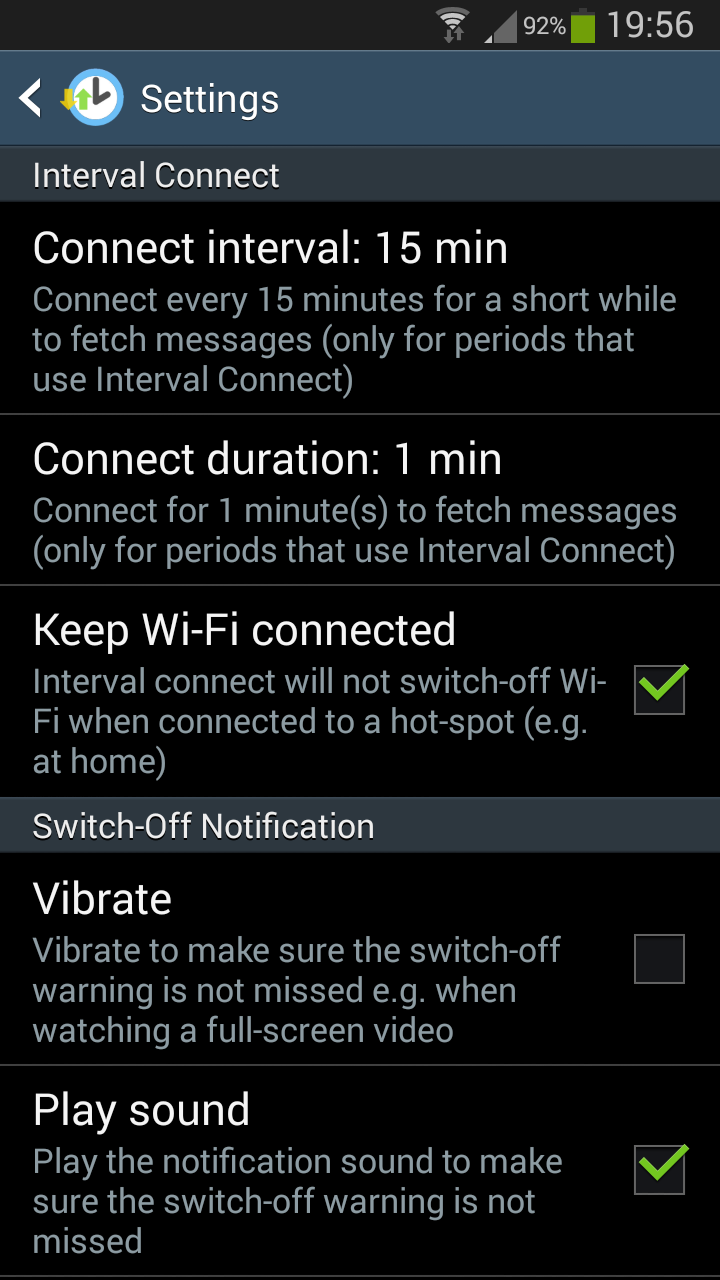 92% 19:56
Settings
Interval Connect
Connect interval: 15 min
Connect every 15 minutes for a short while
to fetch messages (only for periods that
use Interval Connect)
Connect duration: 1 min
Connect for 1 minute(s) to fetch messages
(only for periods that use Interval Connect)
Keep Wi-Fi connected
Interval connect will not switch-off Wi-
Fi when connected to a hot-spot (e.g.
at home)
Switch-Off Notification
Vibrate
Vibrate to make sure the switch-off
warning is not missed e.g. when
watching a full-screen video
Play sound
Play the notification sound to make
sure the switch-off warning is not
missed